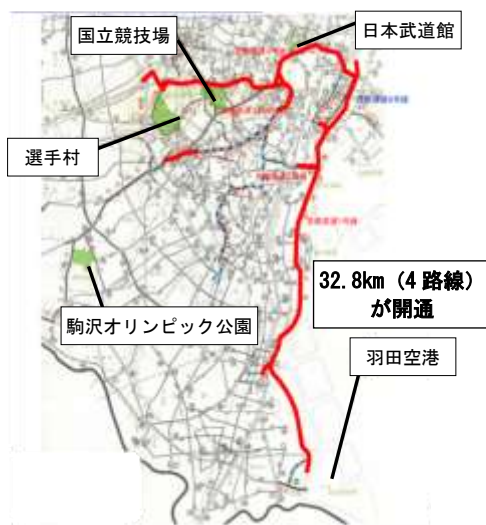 国立競技場
日本武道館
選手村
駒沢オリンピック公園
32.8km（4 路線）
が開通
羽田空港